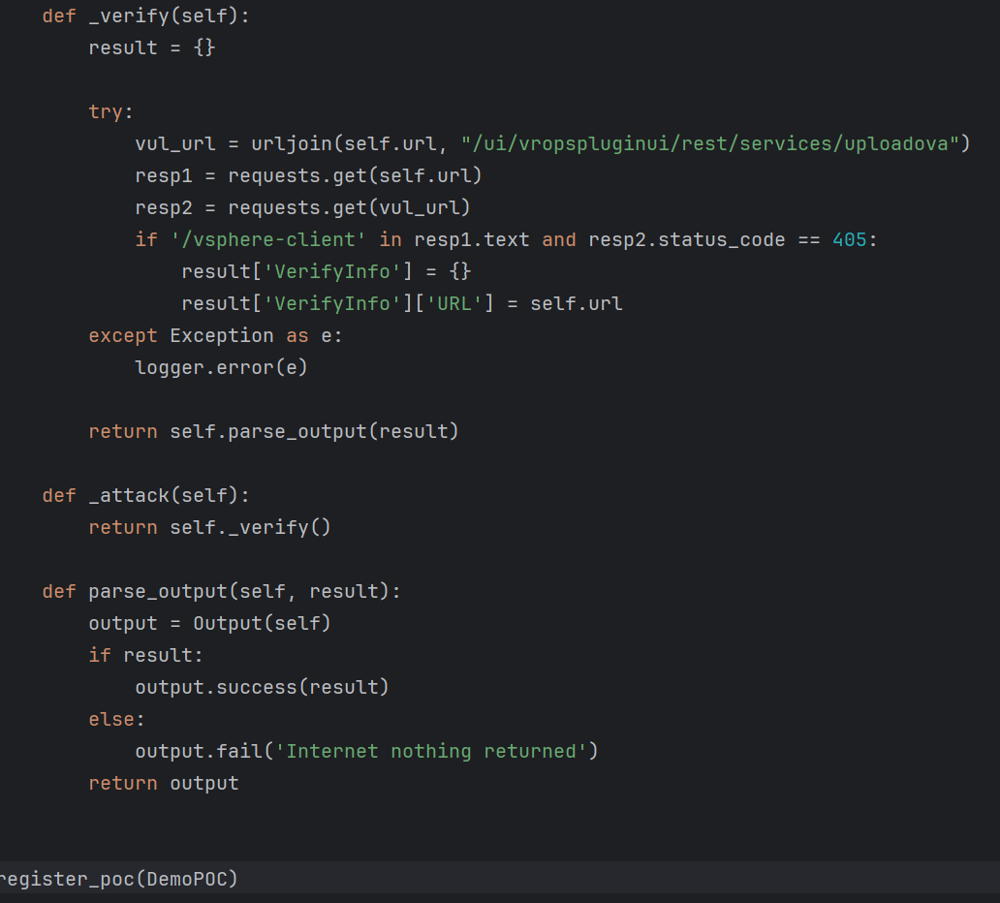 def _verify(self):
result = {}
try:
vul_url = urljoin(self.url, "/ui/vropspluginui/rest/services/uploadova")
resp1 = requests.get(self.url)
resp2 = requests.get(vul_url)
if '/vsphere-client' in resp1.text and resp2.status_code == 405:
result['VerifyInfo'] = {}
result['VerifyInfo']['URL'] = self.url
except Exception as e:
logger.error(e)
return self.parse_output(result)
def _attack(self):
return self._verify()
def parse_output(self, result):
output = Output(self)
if result:
output.success(result)
else:
output.fail('Internet nothing returned')
return output
register_poc(DemoPOC)